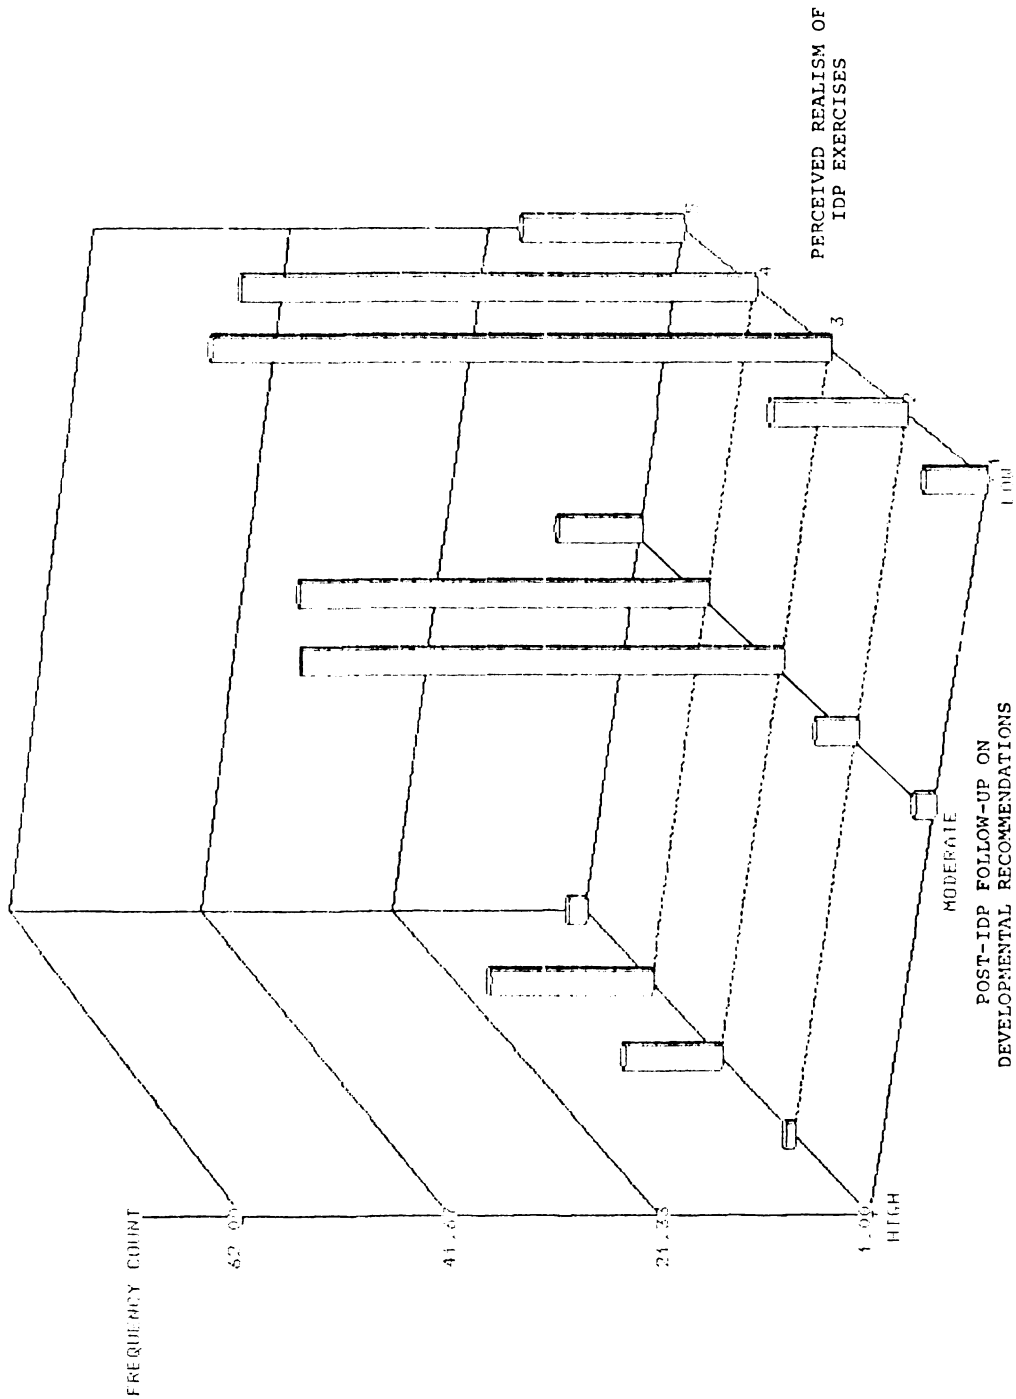 FREQUENCY COUNT
62.00
41.67
21.33
1.00
HIGH
MODERATE
LOW
POST-IDP FOLLOW-UP ON
DEVELOPMENTAL RECOMMENDATIONS
1
2
3
4
5
PERCEIVED REALISM OF
IDP EXERCISES